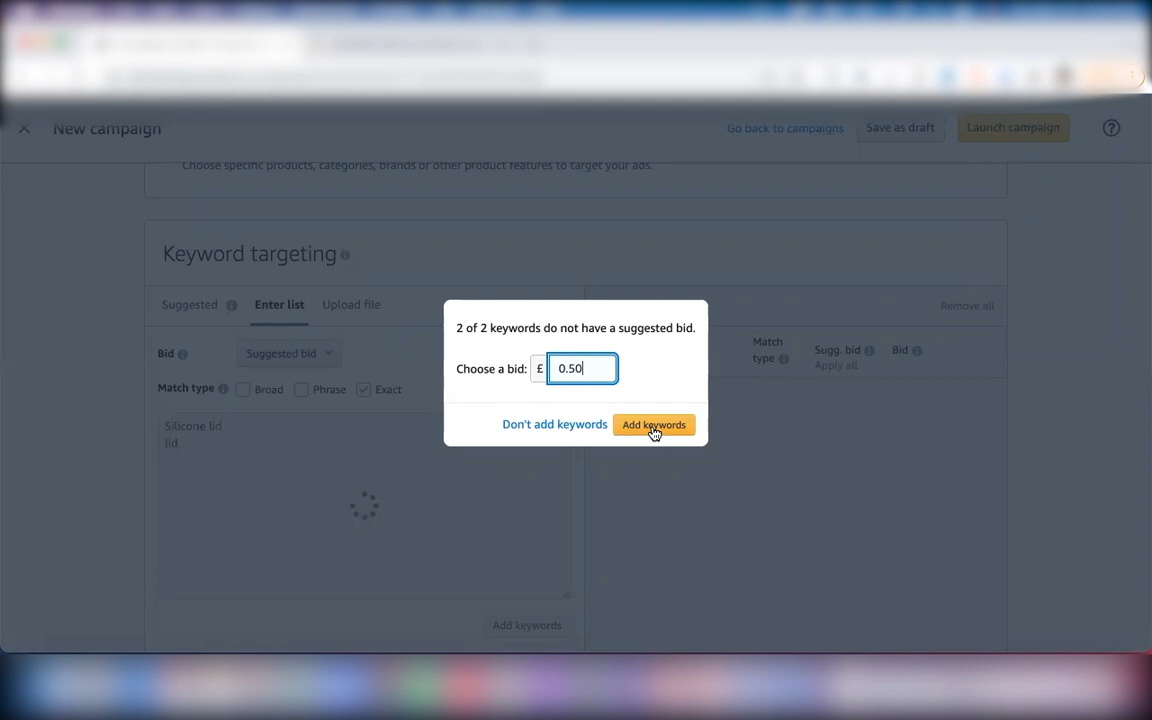 New campaign
Go back to campaigns
Save as draft
Launch campaign
Choose specific products, categories, brands or other product features to target your ads.
Keyword targeting
Suggested
Enter list
Upload file
Remove all
2 of 2 keywords do not have a suggested bid.
Bid
Suggested bid
Match type
Sugg. bid
Apply all
Bid
Choose a bid: £ 0.50
Match type
Broad
Phrase
Exact
Silicone lid
lid
Don't add keywords
Add keywords
Add keywords